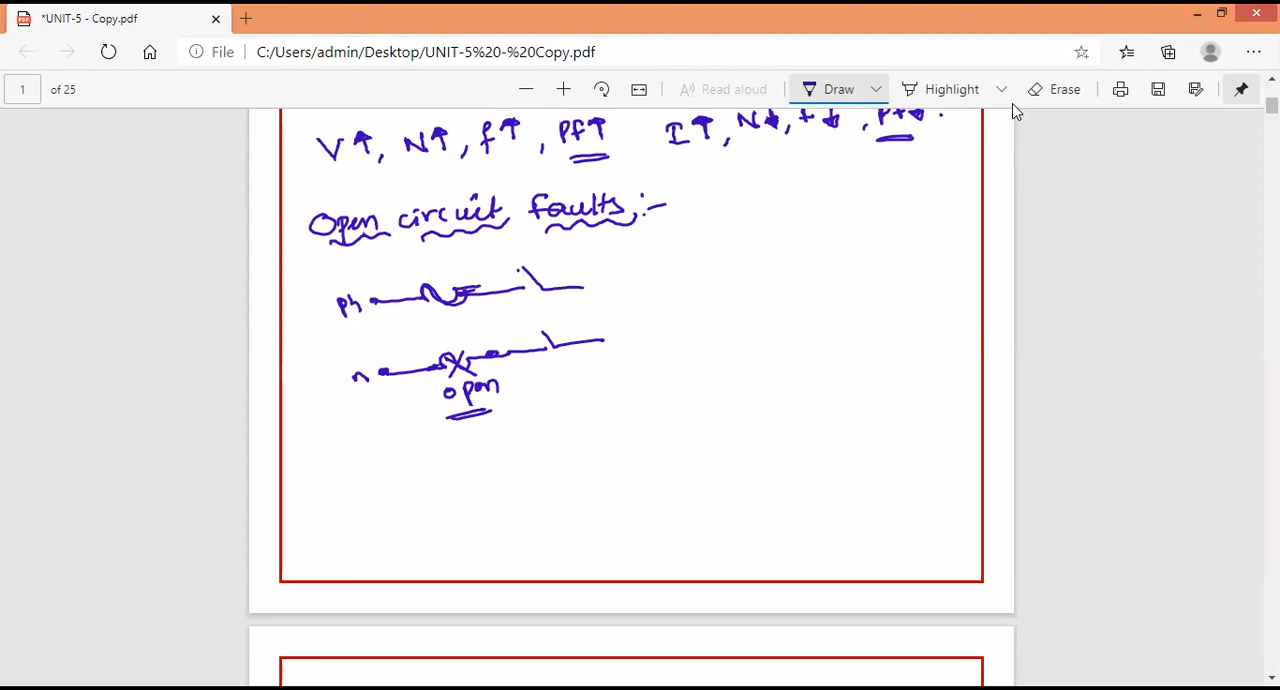 *UNIT-5 - Copy.pdf
File C:/Users/admin/Desktop/UNIT-5%20-%20Copy.pdf
1 of 25 Read aloud Draw Highlight Erase
V↑, N↑, f↑, Pf↑ I↑, N↓, f↓, Pf↓.
Open circuit faults:-
ph
n
open